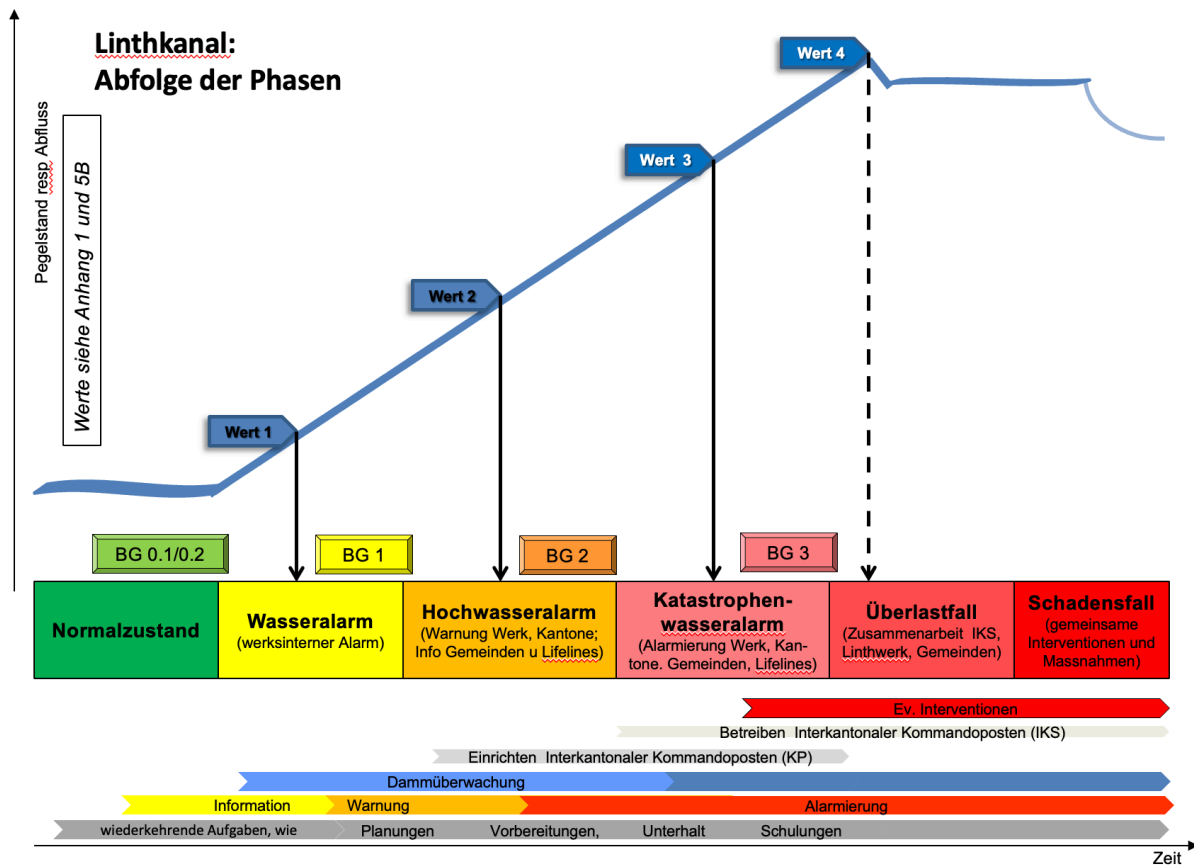 Linthkanal:
Abfolge der Phasen
Pegelstand resp Abfluss
Werte siehe Anhang 1 und 5B
Wert 4
Wert 3
Wert 2
Wert 1
BG 0.1/0.2
BG 1
BG 2
BG 3
Normalzustand
Wasseralarm
(werksinterner Alarm)
Hochwasseralarm
(Warnung Werk, Kantone;
Info Gemeinden u Lifelines)
Katastrophen-
wasseralarm
(Alarmierung Werk, Kan-
tone. Gemeinden, Lifelines)
Überlastfall
(Zusammenarbeit IKS,
Linthwerk, Gemeinden)
Schadensfall
(gemeinsame
Interventionen und
Massnahmen)
Ev. Interventionen
Betreiben Interkantonaler Kommandoposten (IKS)
Einrichten Interkantonaler Kommandoposten (KP)
Dammüberwachung
Information Warnung Alarmierung
wiederkehrende Aufgaben, wie Planungen Vorbereitungen, Unterhalt Schulungen
Zeit